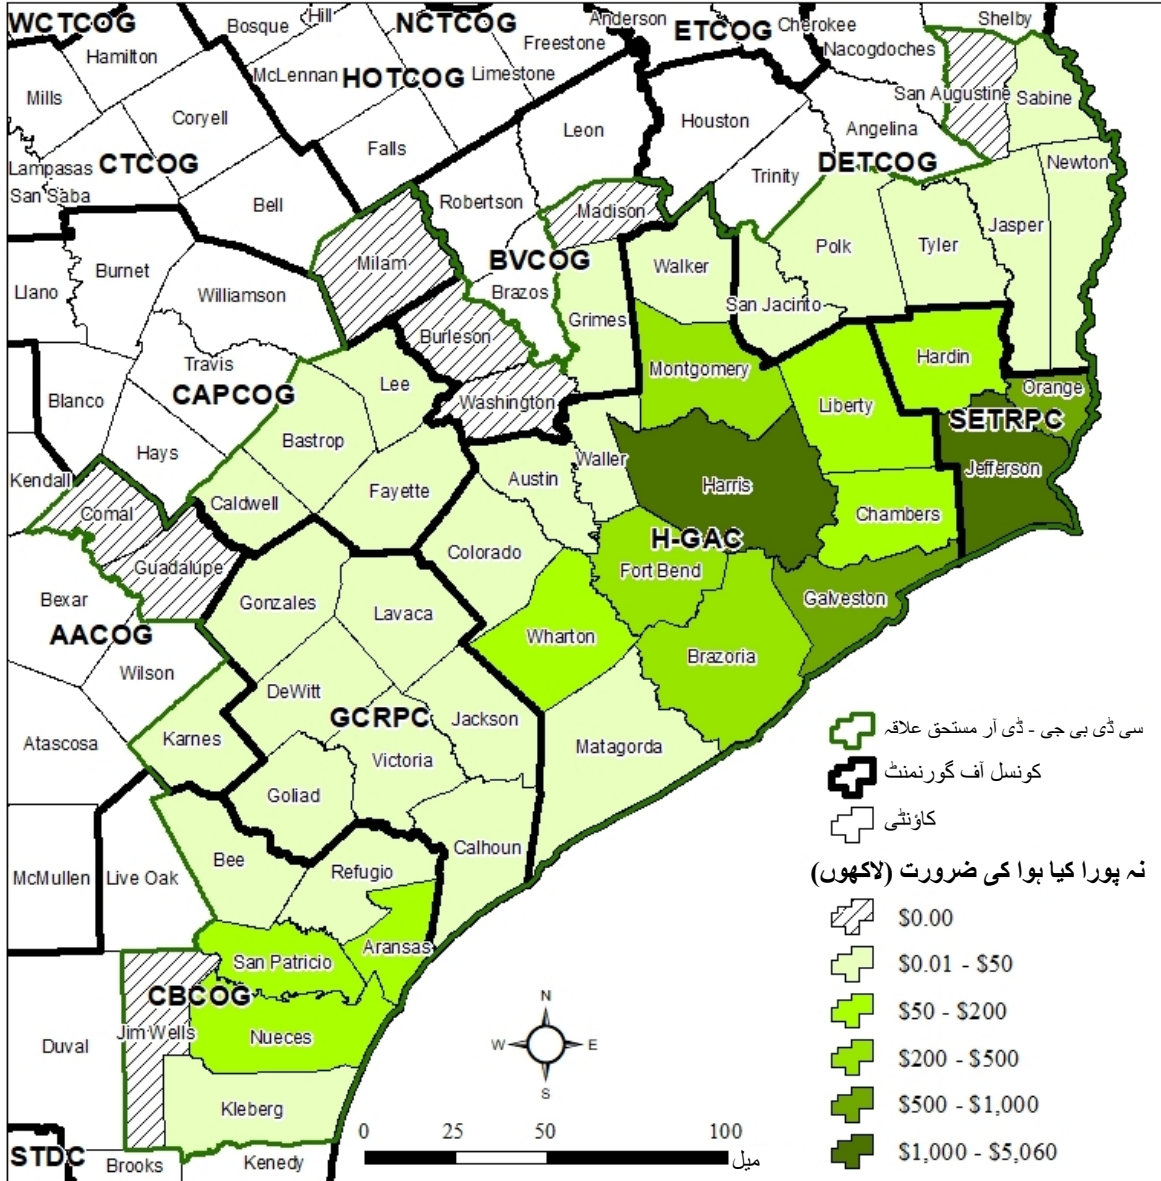 WCTCOG
Bosque
Hill
NCTCOG
Anderson
ETCOG
Cherokee
Shelby
Hamilton
Freestone
Nacogdoches
McLennan
HOTCOG
Limestone
Mills
San Augustine
Sabine
Coryell
Leon
Houston
Angelina
Falls
Lampasas
CTCOG
DETCOG
Newton
San Saba
Bell
Robertson
Trinity
Madison
Jasper
Milam
BVCOG
Polk
Tyler
Burnet
Walker
Llano
Williamson
Brazos
San Jacinto
Grimes
Burleson
Travis
Montgomery
Hardin
CAPCOG
Lee
Orange
Blanco
Washington
Liberty
SETRPC
Bastrop
Hays
Waller
Jefferson
Kendall
Austin
Harris
Caldwell
Fayette
Comal
Chambers
Colorado
H-GAC
Guadalupe
Fort Bend
Bexar
Gonzales
Lavaca
Galveston
AACOG
Wharton
Brazoria
Wilson
DeWitt
GCRPC
Jackson
Atascosa
Karnes
Victoria
Matagorda
Goliad
Calhoun
McMullen
Live Oak
Bee
Refugio
Aransas
San Patricio
CBCOG
Jim Wells
Nueces
Duval
Kleberg
STDC
Brooks
Kenedy
N
W
E
S
0 25 50 100
میل
سی ڈی بی جی - ڈی آر مستحق علاقہ
کونسل آف گورنمنٹ
کاؤنٹی
نہ پورا کیا ہوا کی ضرورت (لاکھوں)
$0.00
$0.01 - $50
$50 - $200
$200 - $500
$500 - $1,000
$1,000 - $5,060